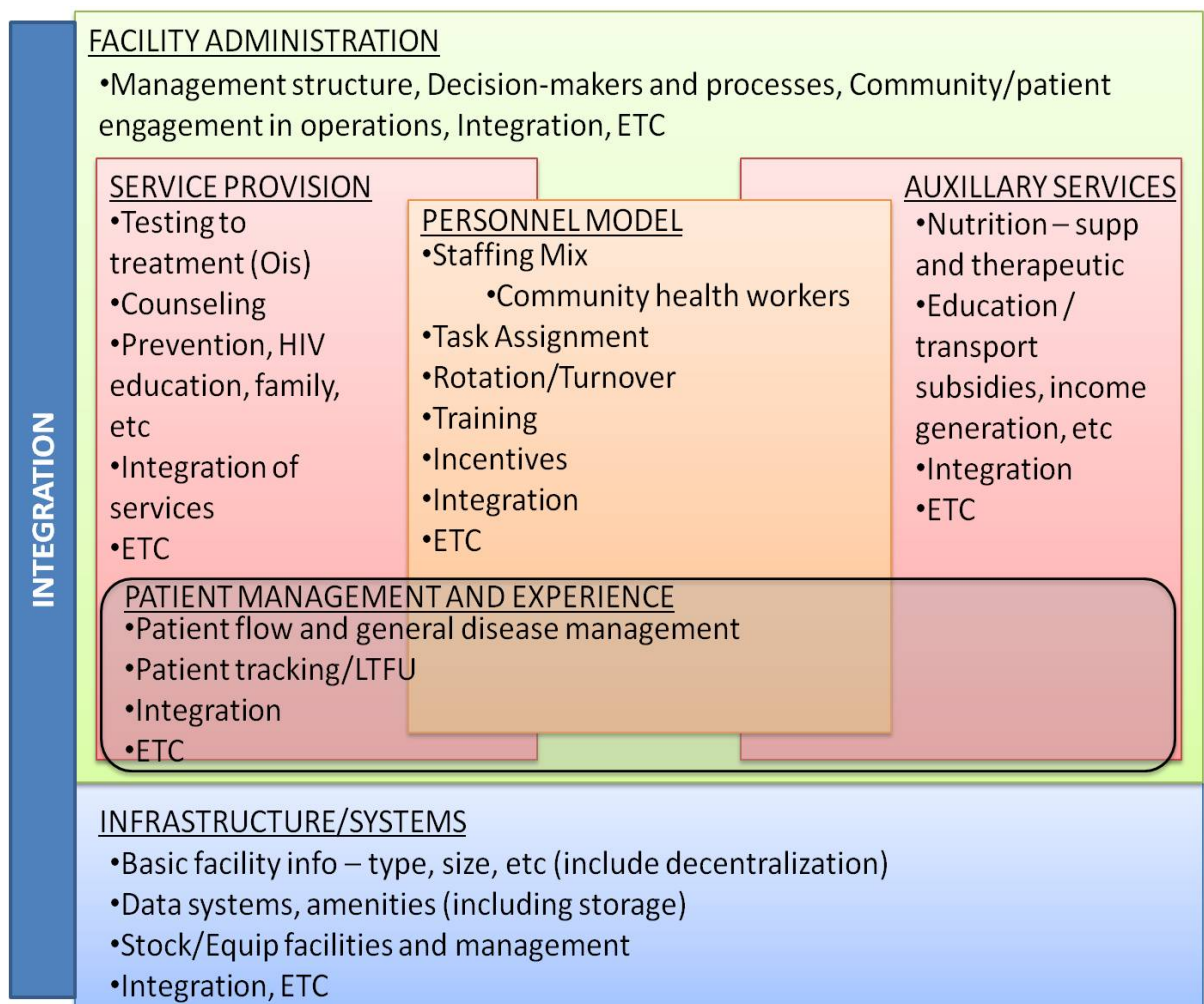 INTEGRATION
FACILITY ADMINISTRATION
•Management structure, Decision-makers and processes, Community/patient
engagement in operations, Integration, ETC
SERVICE PROVISION
•Testing to
treatment (Ois)
•Counseling
•Prevention, HIV
education, family,
etc
•Integration of
services
•ETC
PERSONNEL MODEL
•Staffing Mix
•Community health workers
•Task Assignment
•Rotation/Turnover
•Training
•Incentives
•Integration
•ETC
AUXILLARY SERVICES
•Nutrition – supp
and therapeutic
•Education /
transport
subsidies, income
generation, etc
•Integration
•ETC
PATIENT MANAGEMENT AND EXPERIENCE
•Patient flow and general disease management
•Patient tracking/LTFU
•Integration
•ETC
INFRASTRUCTURE/SYSTEMS
•Basic facility info – type, size, etc (include decentralization)
•Data systems, amenities (including storage)
•Stock/Equip facilities and management
•Integration, ETC